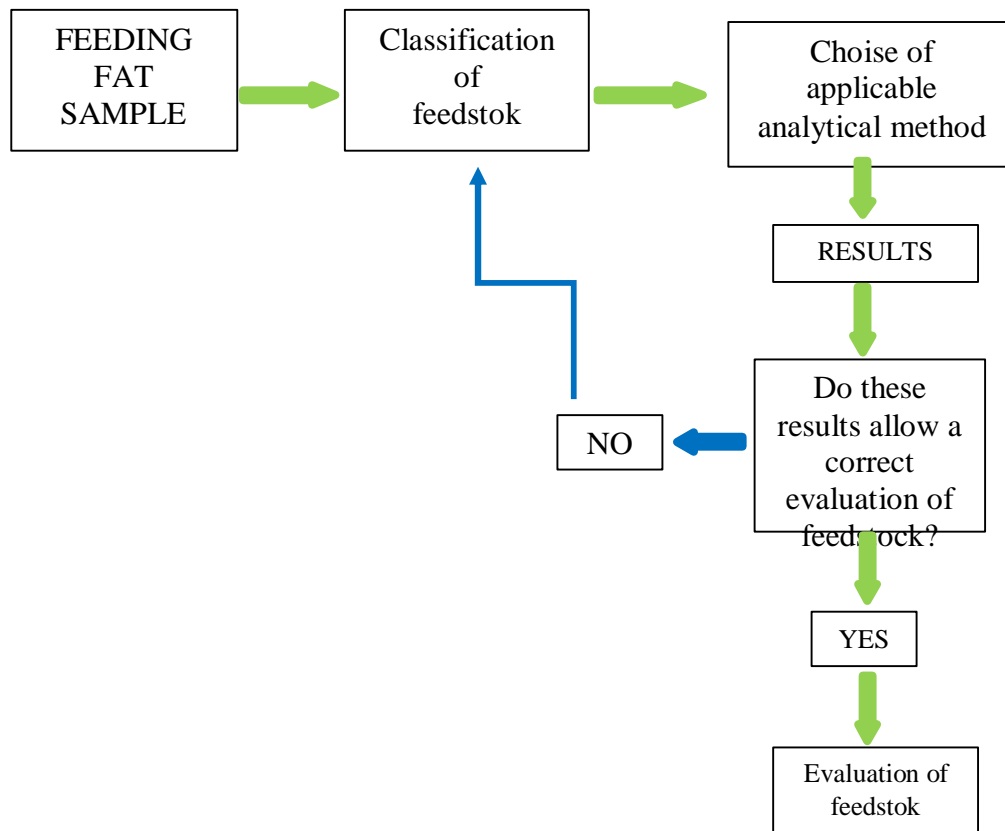 FEEDING
FAT
SAMPLE
Classification
of
feedstok
Choise of
applicable
analytical method
RESULTS
Do these
results allow a
correct
evaluation of
feedstock?
NO
YES
Evaluation of
feedstok